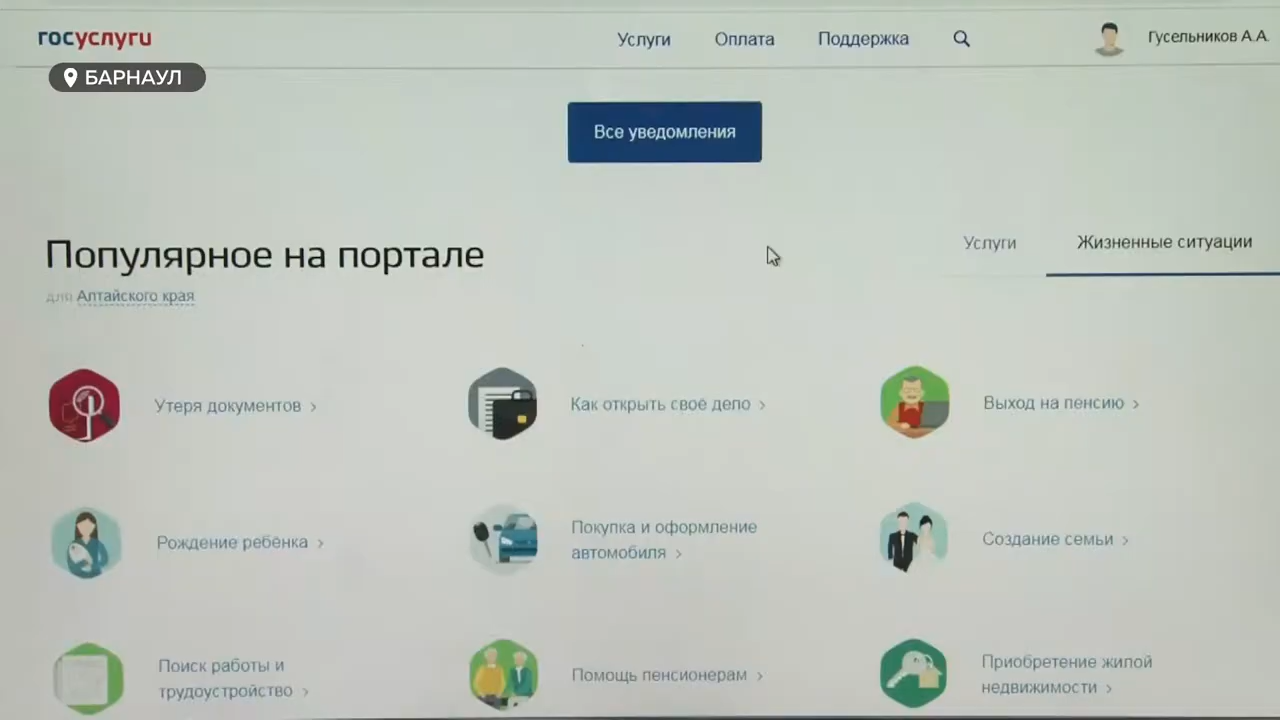 госуслуги
Услуги
Оплата
Поддержка
Гусельников А.А.
БАРНАУЛ
Все уведомления
Популярное на портале
Услуги
Жизненные ситуации
для Алтайского края
Утеря документов
Как открыть своё дело
Выход на пенсию
Рождение ребёнка
Покупка и оформление
автомобиля
Создание семьи
Поиск работы и
трудоустройство
Помощь пенсионерам
Приобретение жилой
недвижимости